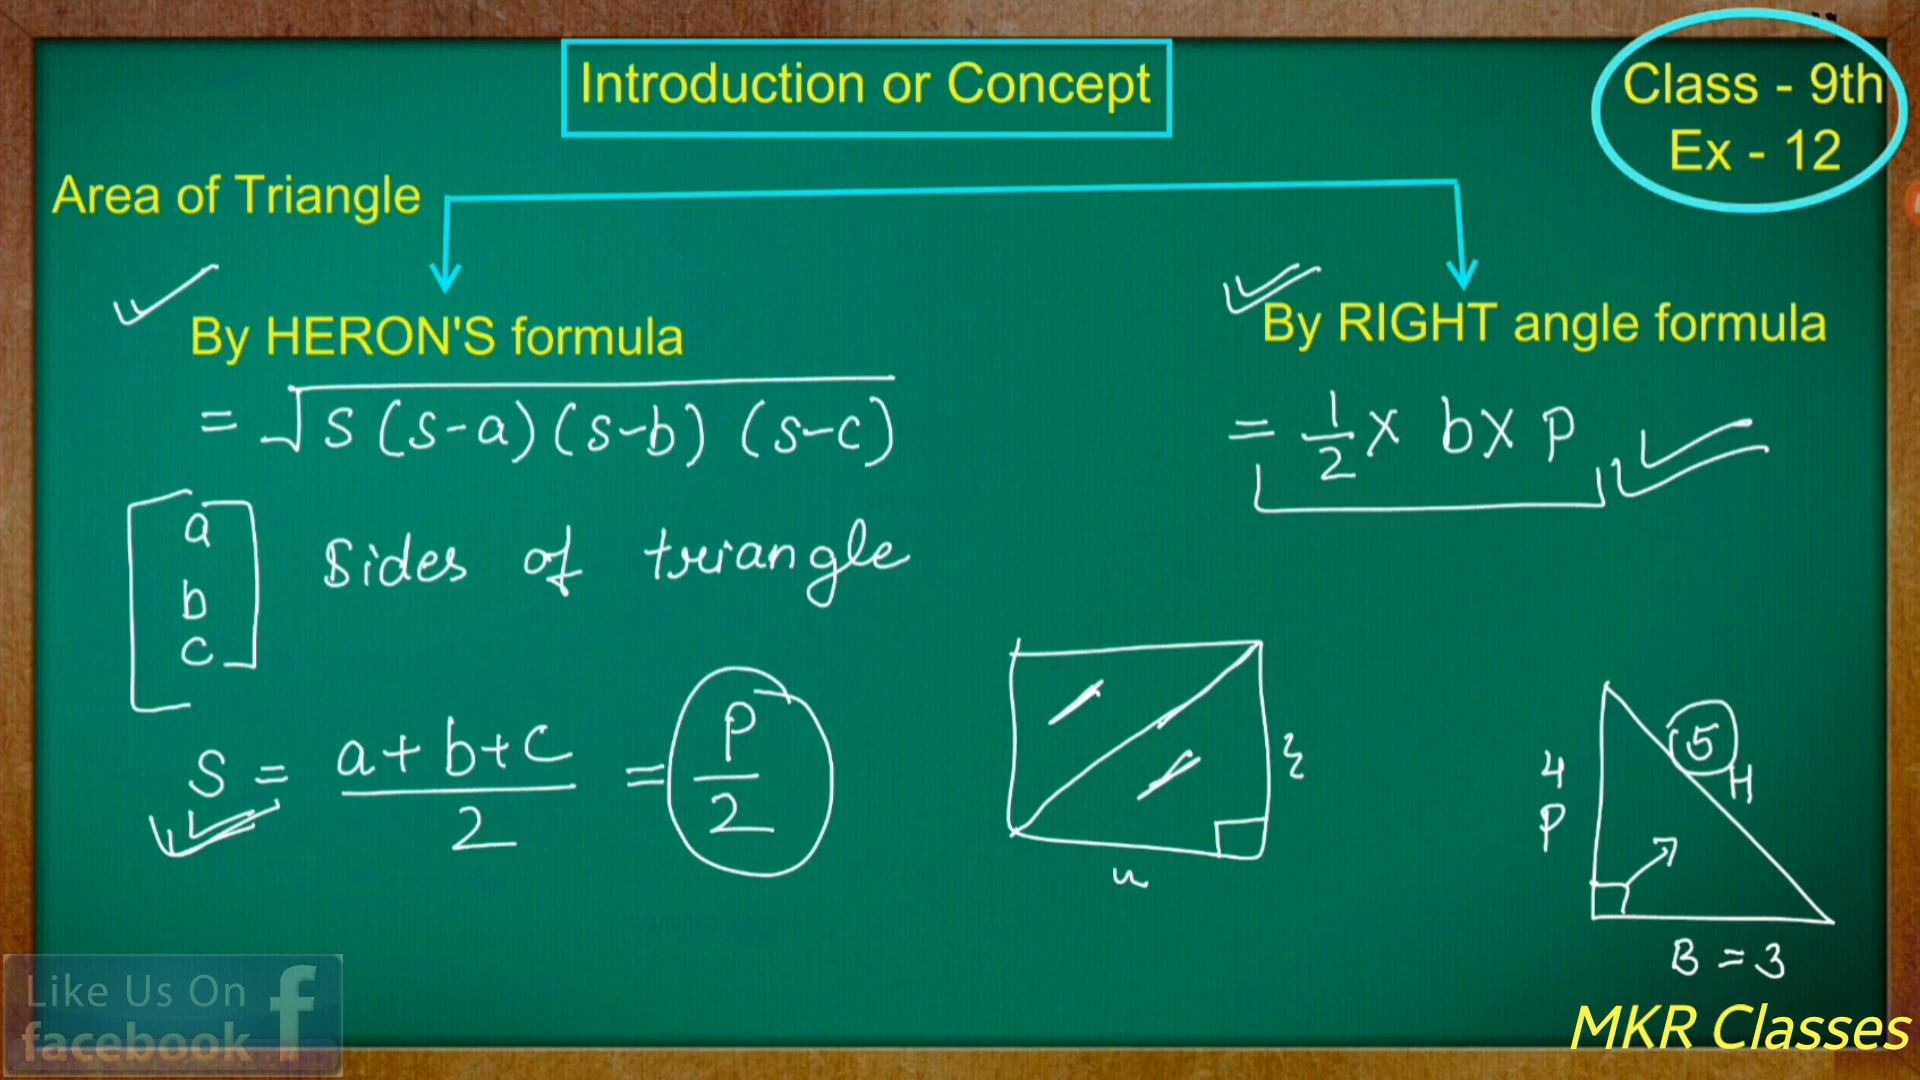 Introduction or Concept
Class - 9th
Ex - 12
Area of Triangle
By HERON'S formula
= √s(s-a)(s-b)(s-c)
a
b
c
Sides of triangle
S = a+b+c/2 = P/2
By RIGHT angle formula
= 1/2 x b x p
4
P
5
H
B = 3
Like Us On
facebook
MKR Classes